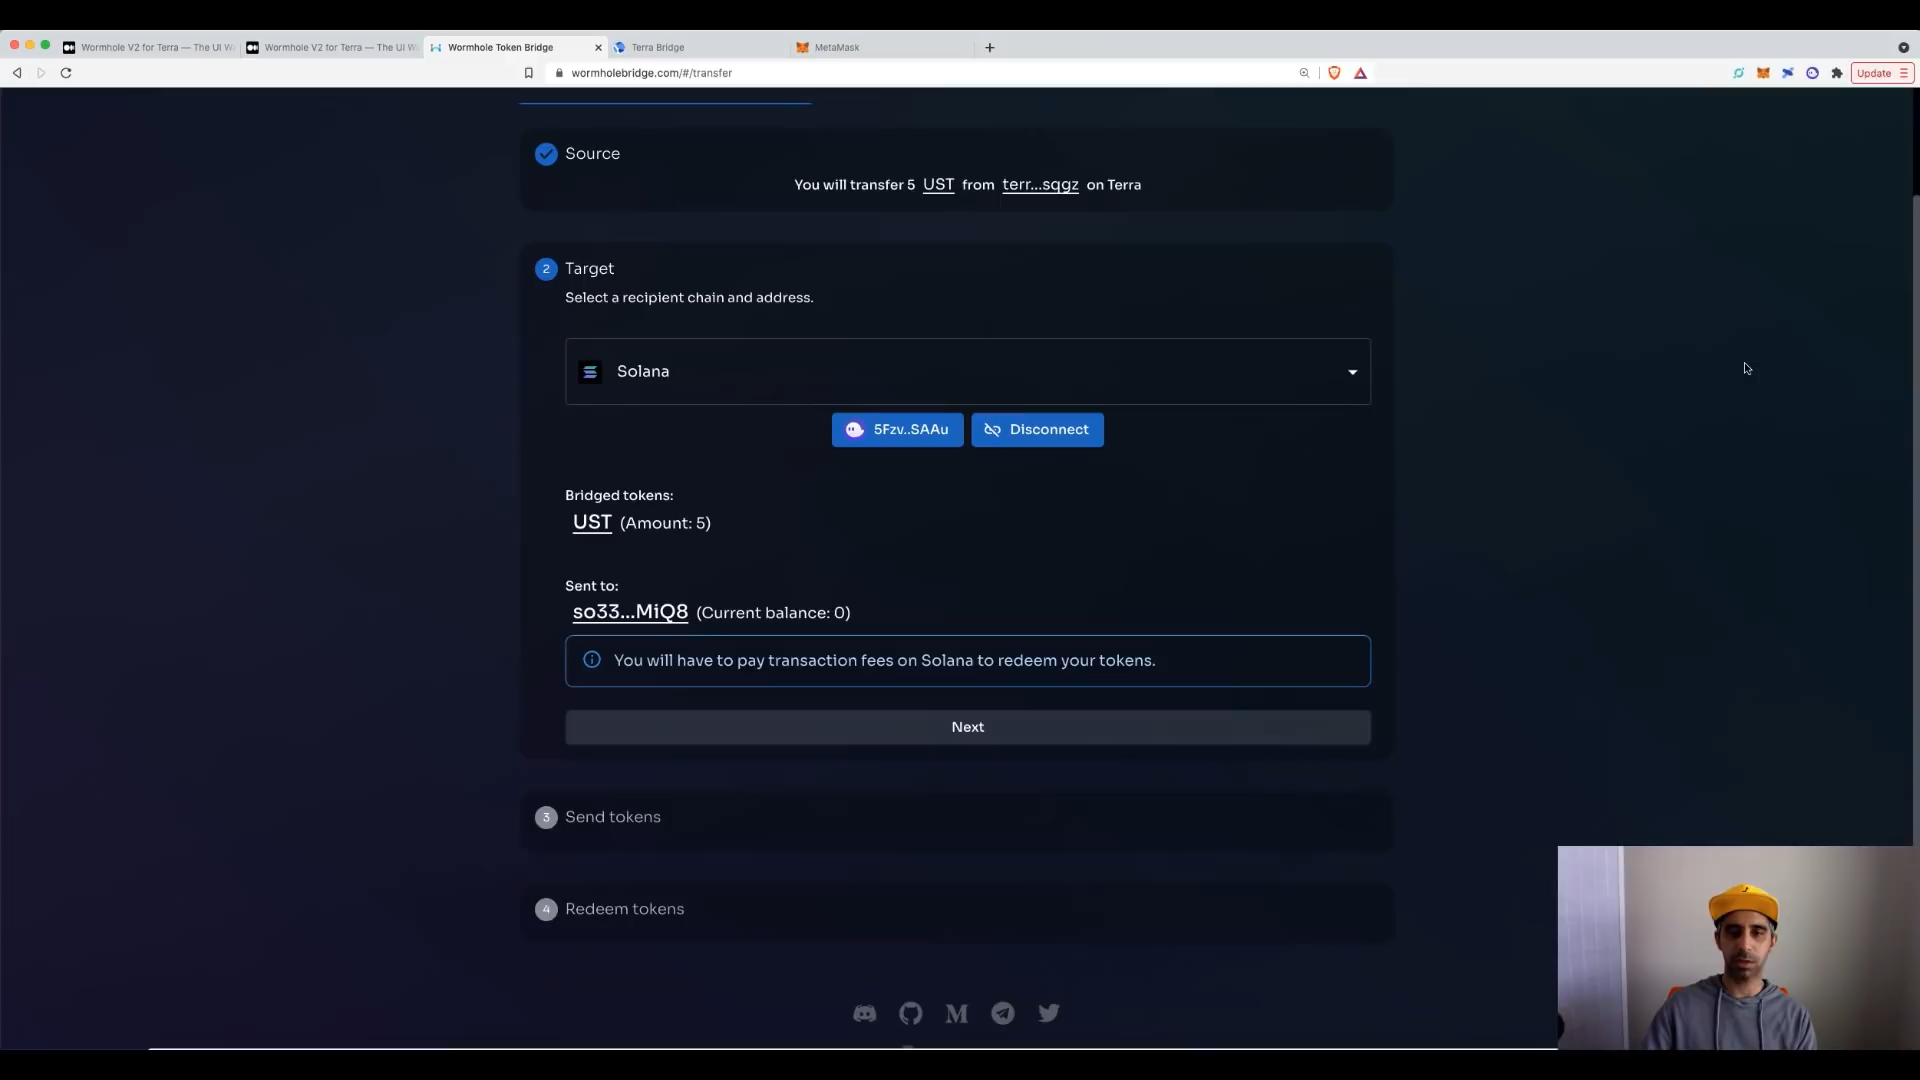 Wormhole V2 for Terra — The UI W
Wormhole V2 for Terra — The UI W
Wormhole Token Bridge
Terra Bridge
MetaMask
wormholebridge.com/#/transfer
Update
Source
You will transfer 5 UST from terr...sqgz on Terra
2 Target
Select a recipient chain and address.
Solana
5Fzv..SAAu
Disconnect
Bridged tokens:
UST (Amount: 5)
Sent to:
so33...MiQ8 (Current balance: 0)
You will have to pay transaction fees on Solana to redeem your tokens.
Next
3 Send tokens
4 Redeem tokens